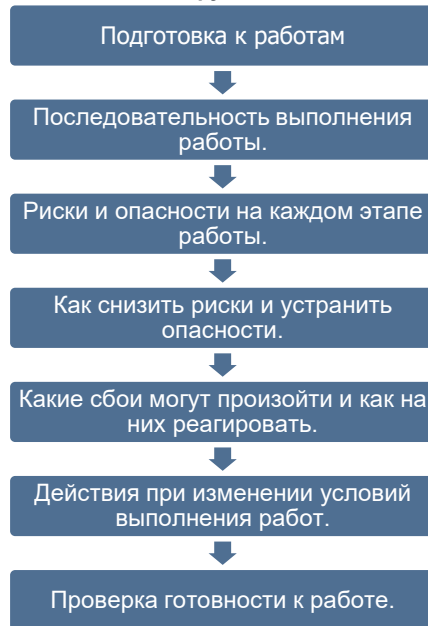 Подготовка к работам
Последовательность выполнения
работы.
Риски и опасности на каждом этапе
работы.
Как снизить риски и устранить
опасности.
Какие сбои могут произойти и как на
них реагировать.
Действия при изменении условий
выполнения работ.
Проверка готовности к работе.